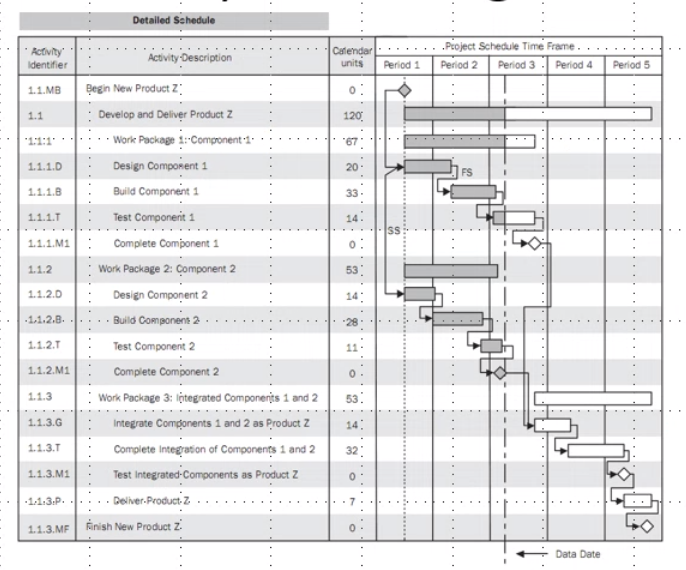 Detailed Schedule
Activity Identifier Activity Description Calendar units Project Schedule Time Frame
Period 1 Period 2 Period 3 Period 4 Period 5
1.1.MB Begin New Product Z 0
1.1 Develop and Deliver Product Z 120
1.1.1 Work Package 1: Component 1 67
1.1.1.D Design Component 1 20
FS
1.1.1.B Build Component 1 33
1.1.1.T Test Component 1 14
SS
1.1.1.M1 Complete Component 1 0
1.1.2 Work Package 2: Component 2 53
1.1.2.D Design Component 2 14
1.1.2.B Build Component 2 28
1.1.2.T Test Component 2 11
1.1.2.M1 Complete Component 2 0
1.1.3 Work Package 3: Integrated Components 1 and 2 53
1.1.3.G Integrate Components 1 and 2 as Product Z 14
1.1.3.T Complete Integration of Components 1 and 2 32
1.1.3.M1 Test Integrated Components as Product Z 0
1.1.3.P Deliver Product Z 7
1.1.3.MF Finish New Product Z 0
Data Date